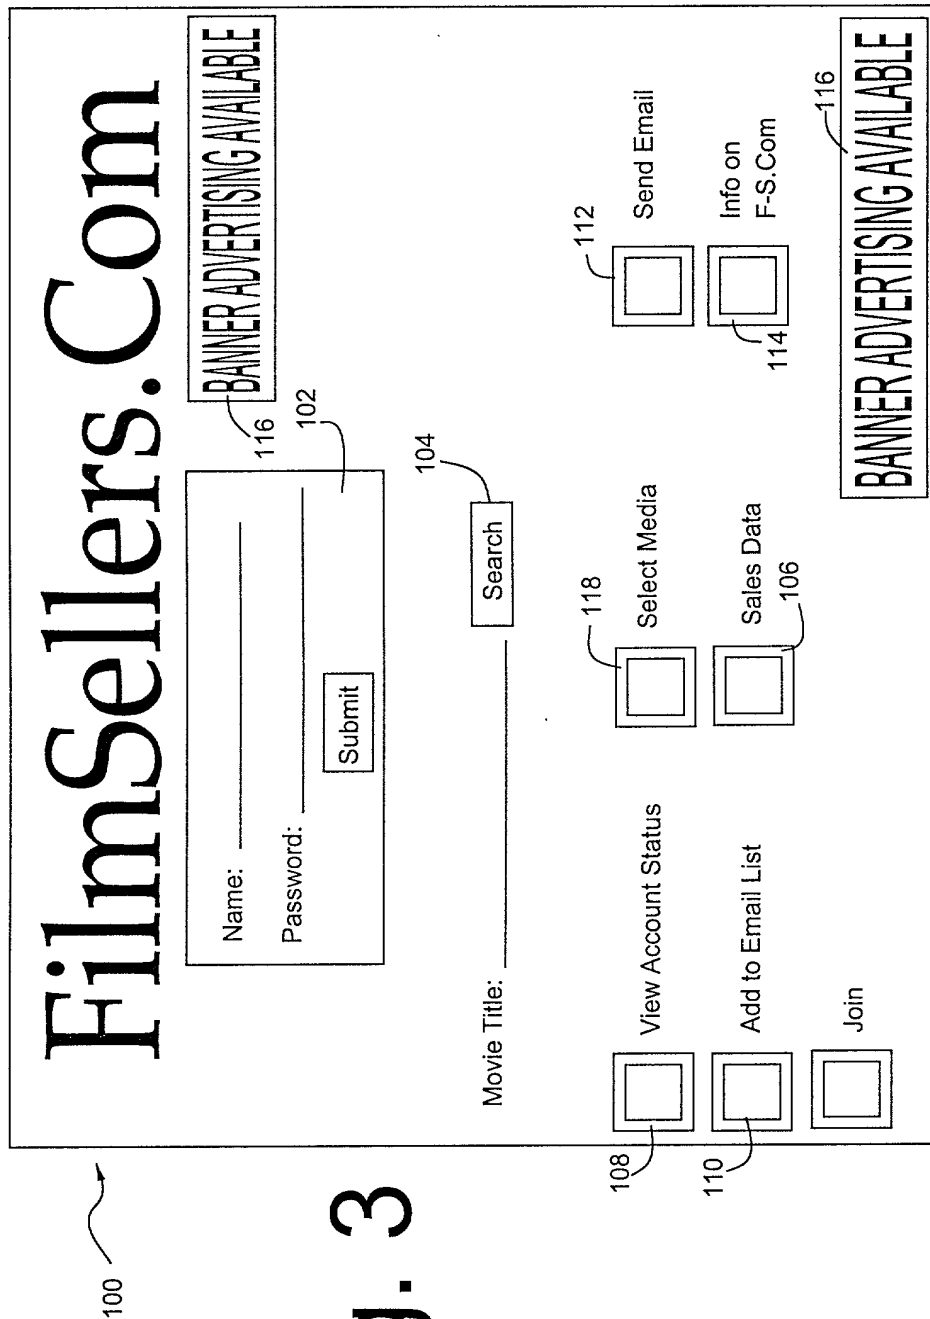 FilmSellers.Com
BANNER ADVERTISING AVAILABLE
116
Name:
Password:
Submit
102
104
Movie Title:
Search
108
View Account Status
118
Select Media
112
Send Email
110
Add to Email List
Sales Data
106
Info on
F-S.Com
114
Join
116
BANNER ADVERTISING AVAILABLE
100
g. 3